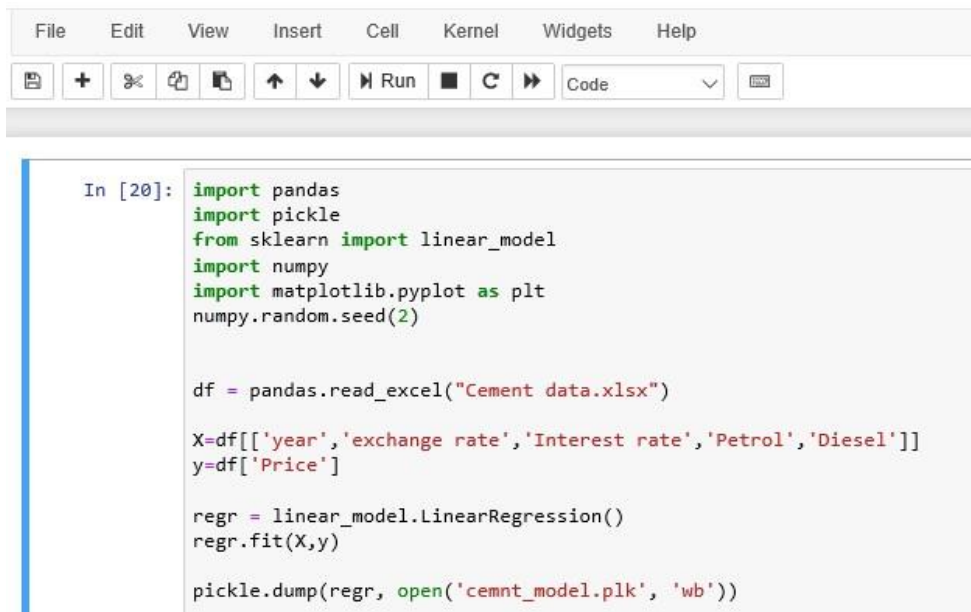 File Edit View Insert Cell Kernel Widgets Help
Run Code
In [20]: import pandas
import pickle
from sklearn import linear_model
import numpy
import matplotlib.pyplot as plt
numpy.random.seed(2)
df = pandas.read_excel("Cement data.xlsx")
X=df[['year','exchange rate','Interest rate','Petrol','Diesel']]
y=df['Price']
regr = linear_model.LinearRegression()
regr.fit(X,y)
pickle.dump(regr, open('cemnt_model.plk', 'wb'))